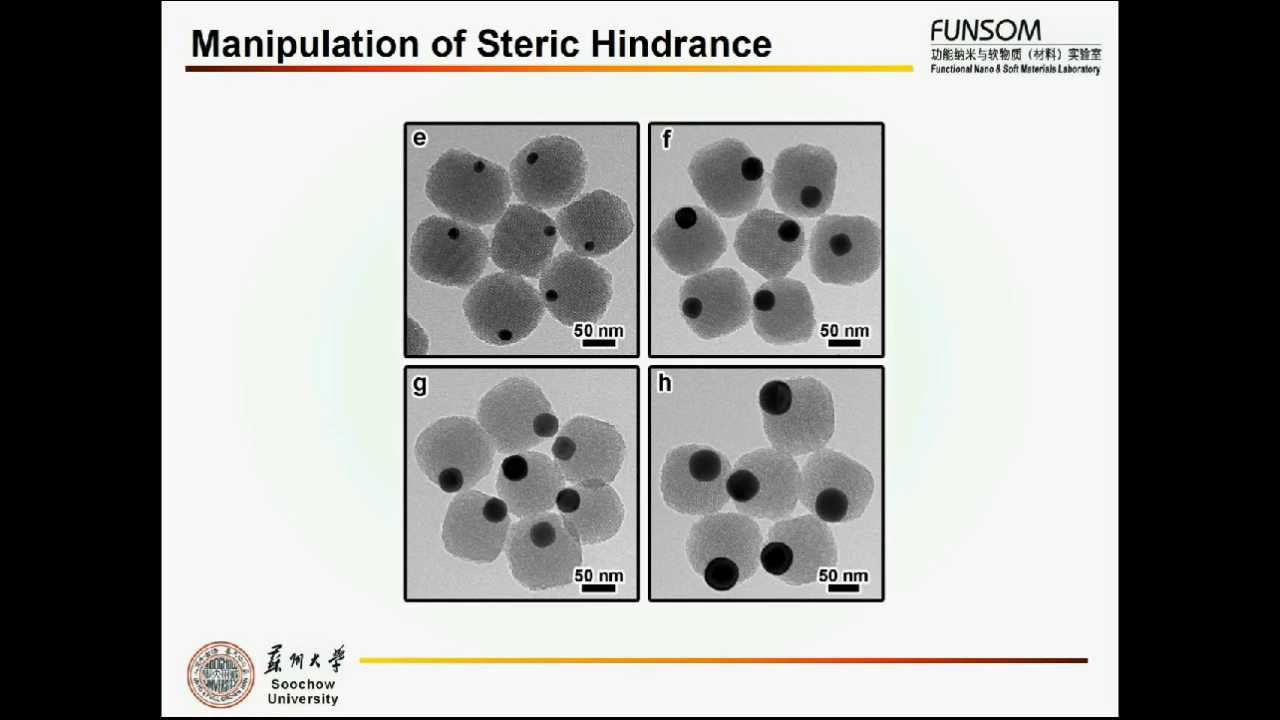 Manipulation of Steric Hindrance
FUNSOM
功能纳米与软物质（材料）实验室
Functional Nano & Soft Materials Laboratory
e
f
50 nm
50 nm
g
h
50 nm
50 nm
蘇州大学
Soochow
University